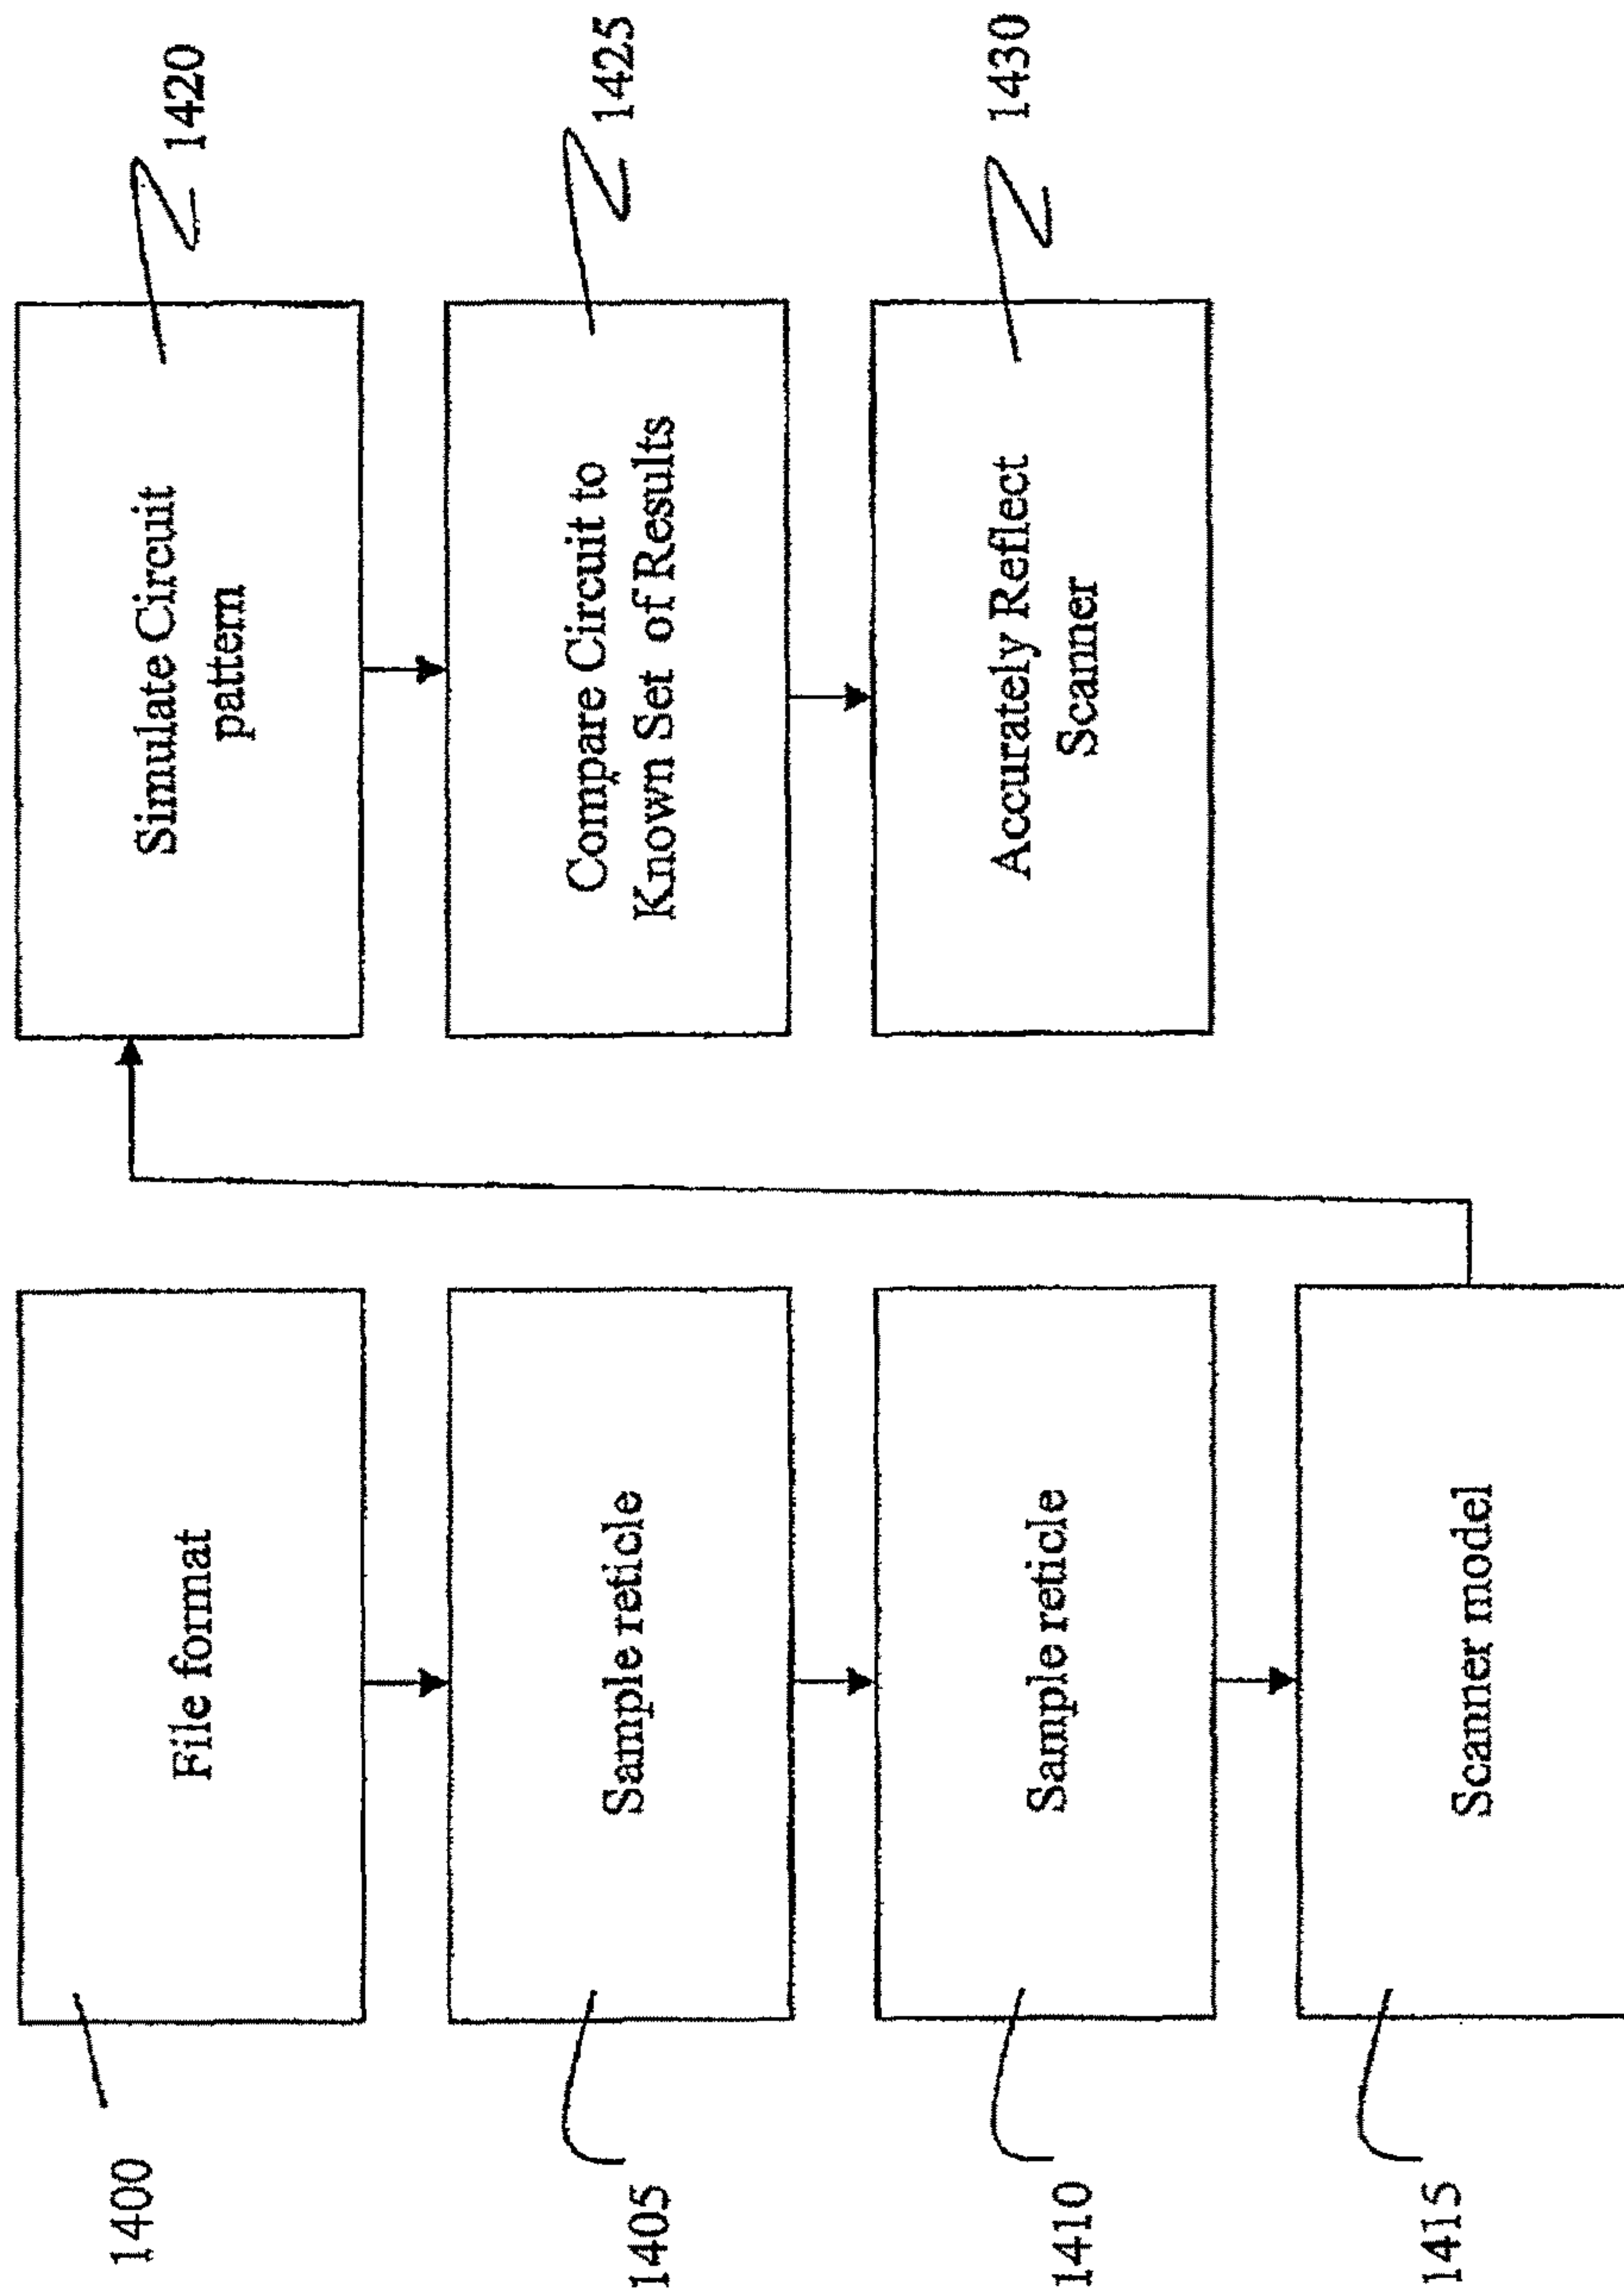 1400
File format
1405
Sample reticle
1410
Sample reticle
1415
Scanner model
Simulate Circuit
pattern
1420
Compare Circuit to
Known Set of Results
1425
Accurately Reflect
Scanner
1430